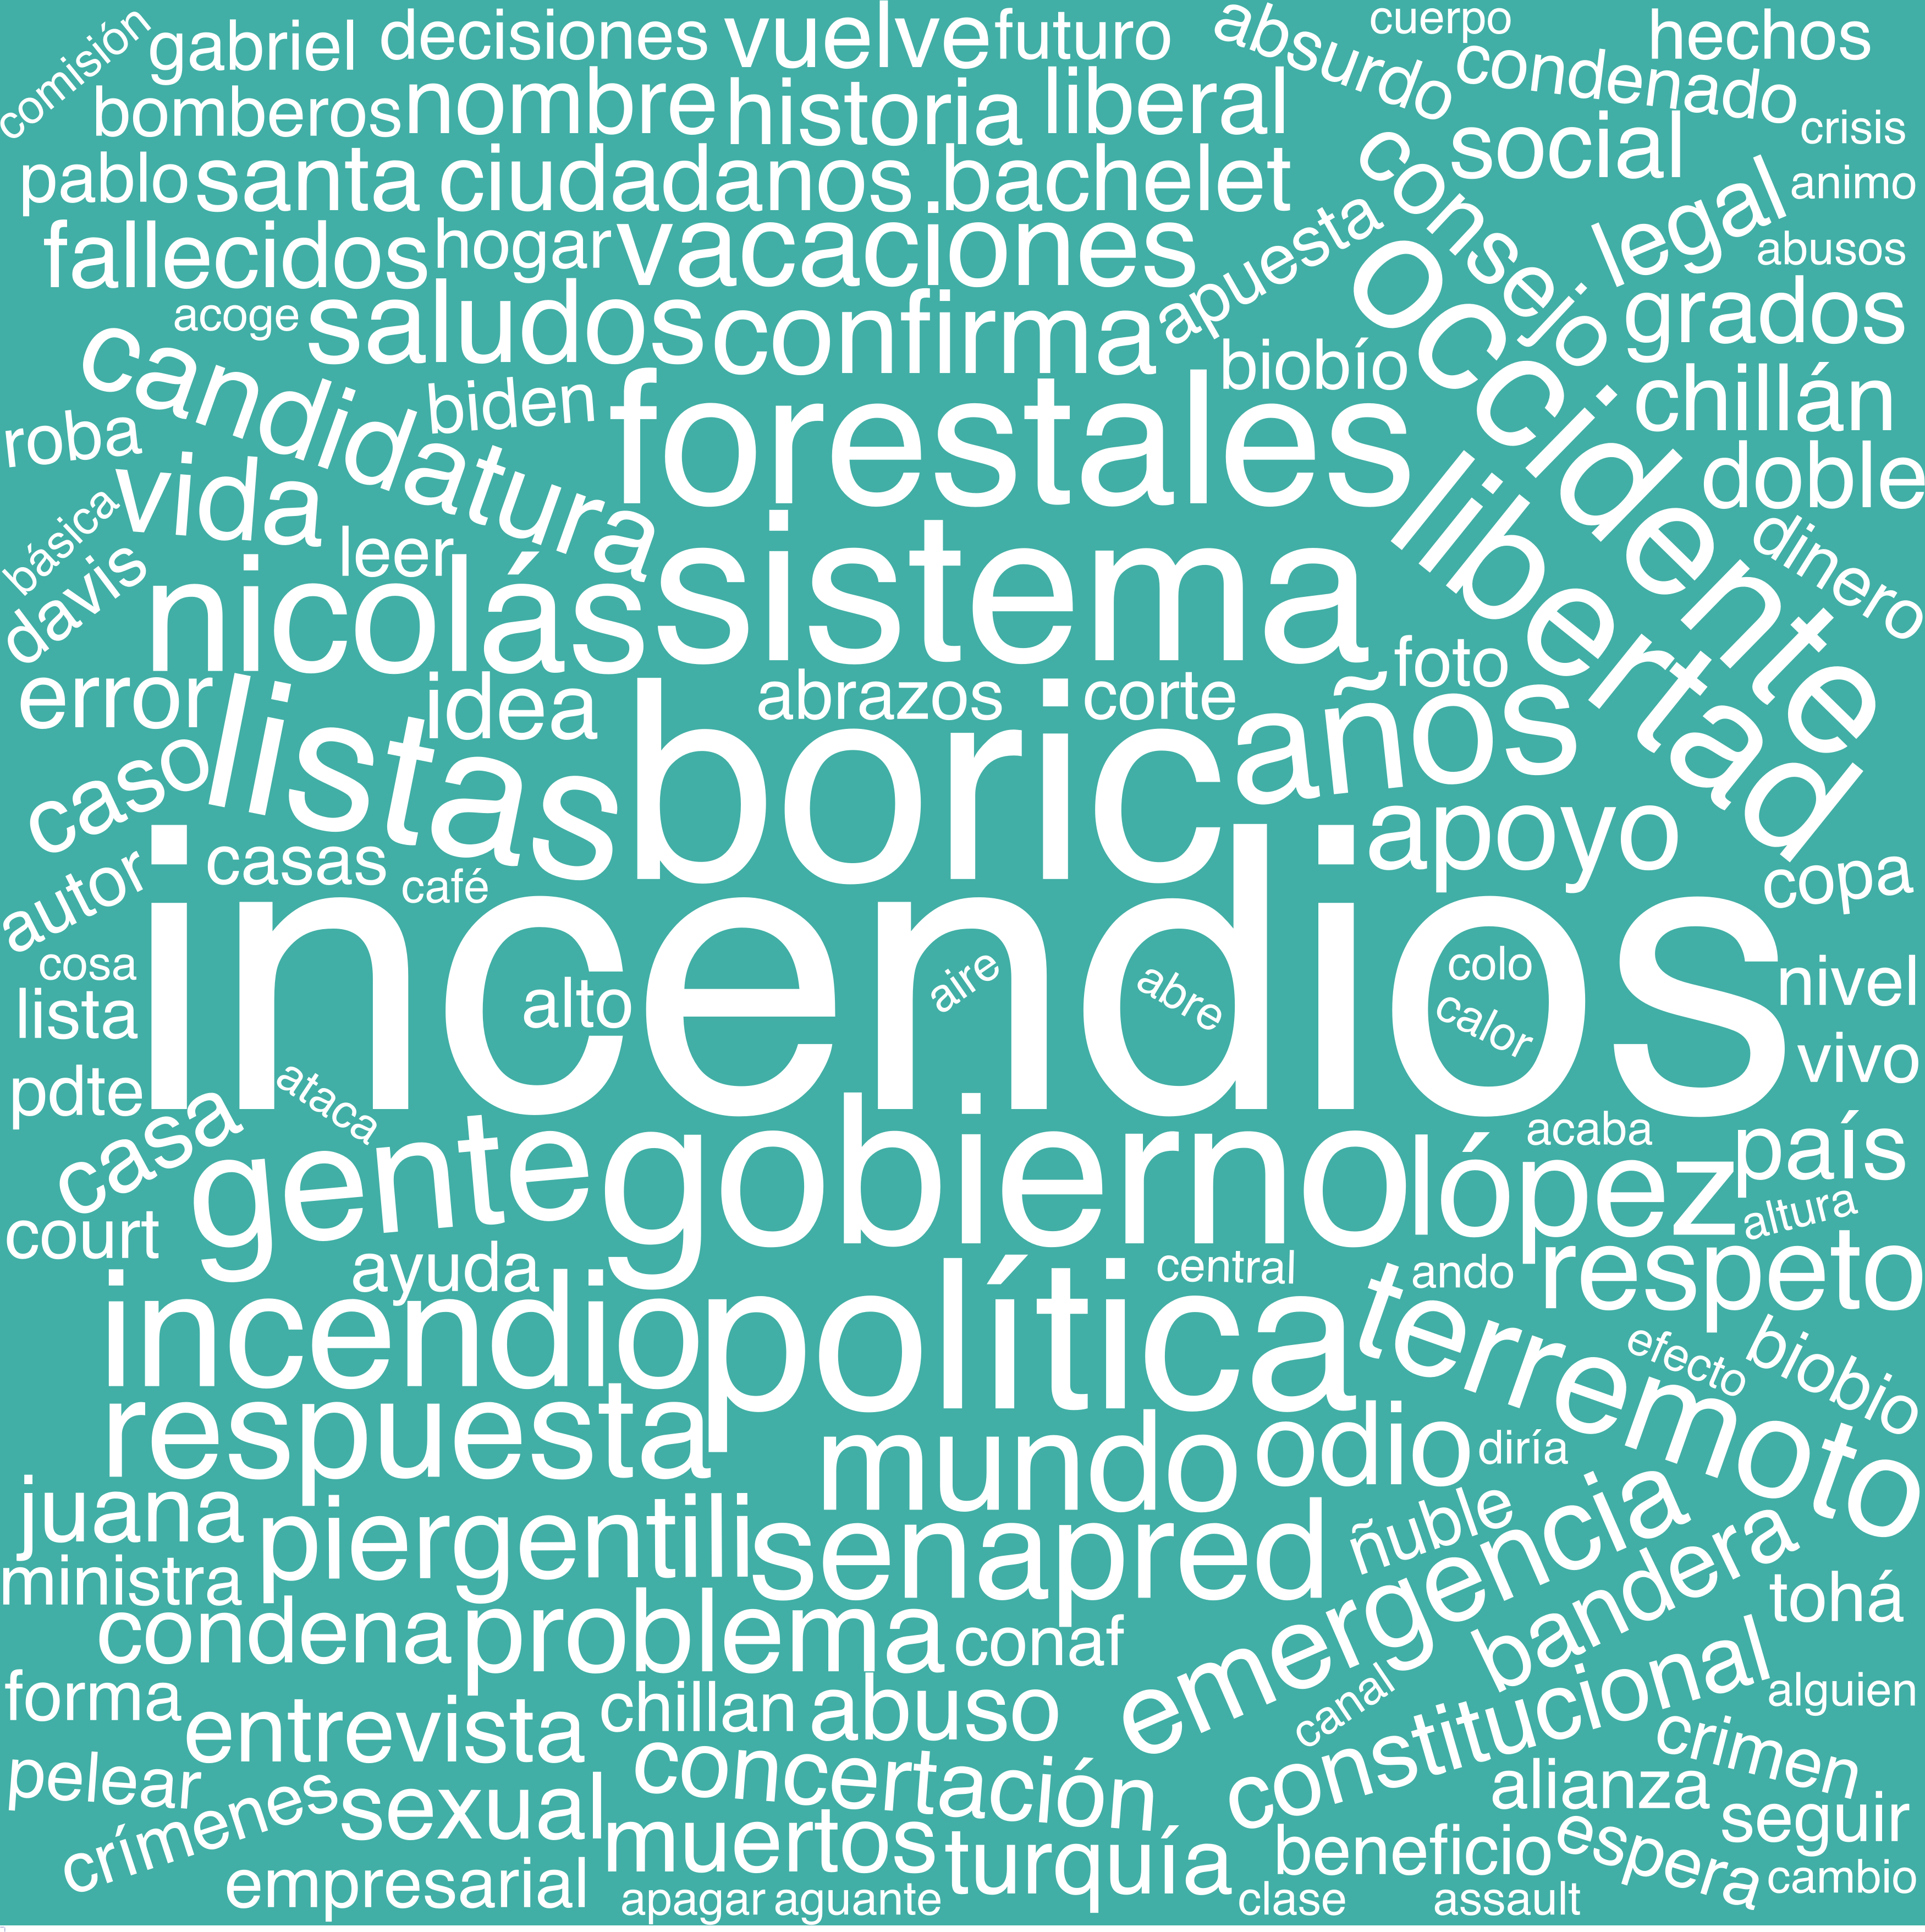 comisión gabriel decisiones vuelve futuro absurdo cuerpo hechos
condenado
bomberos nombre historia liberal crisis
pablo santa ciudadanos bachelet consejo social animo
fallecidos hogar vacaciones apuesta legal abusos
acoge saludos confirma occidente grados
candidatura biden forestales biobío chillán
roba libertad doble
vida leer sistema dinero
básica davis nicolás foto
error listas idea abrazos corte años
caso boric
autor casas café incendios apoyo copa
cosa alto aire abre colo nivel
lista calor
pdte vivo
casa ataca gente gobierno lópez acaba país
court altura
ayuda central ando respeto
incendio política terremoto efecto biobio
respuesta mundo odio diría
juana piergentili senapred ñuble emergencia
ministra bandera tohá
condena problema conaf
forma entrevista chillan abuso canal constitucional alguien
pelear concertación crimen
crímenes sexual alianza seguir
muertos turquía beneficio espera
empresarial apagar aguante clase assault cambio